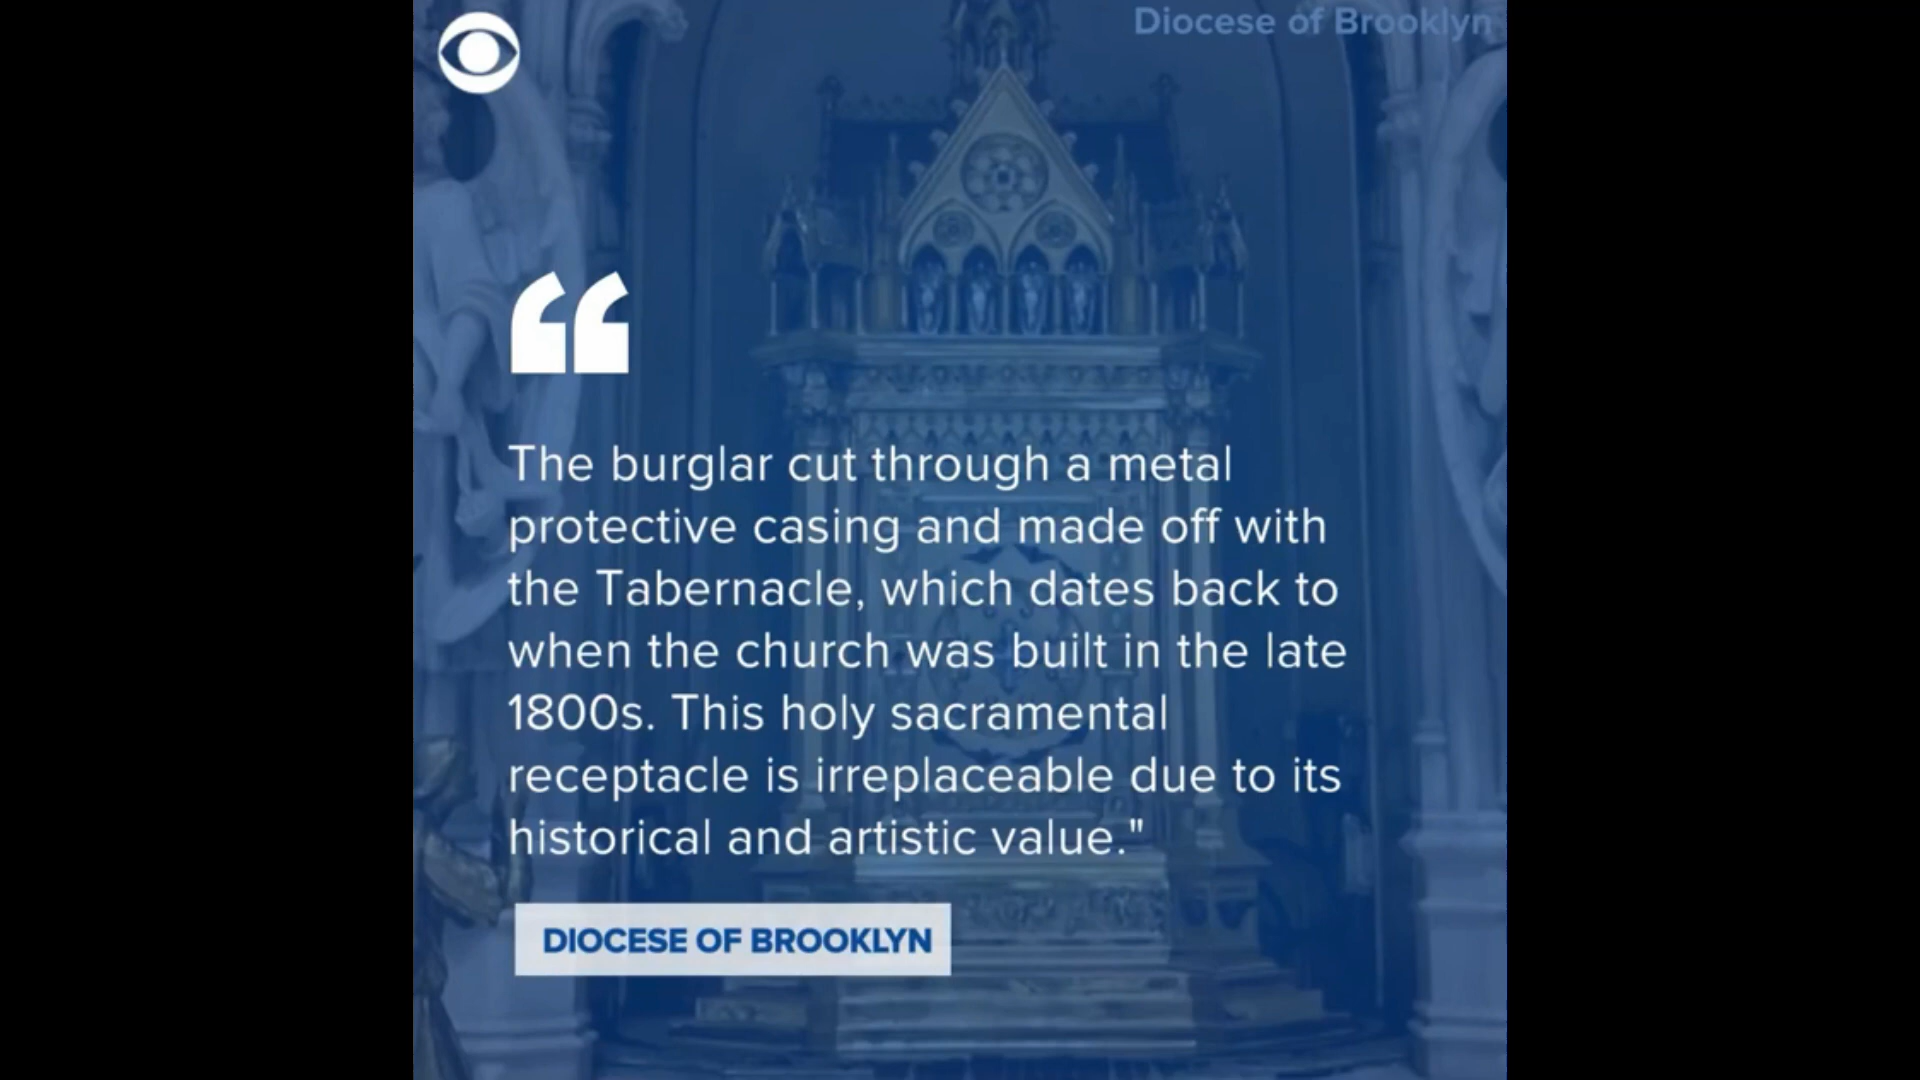 Diocese of Brooklyn
“
The burglar cut through a metal
protective casing and made off with
the Tabernacle, which dates back to
when the church was built in the late
1800s. This holy sacramental
receptacle is irreplaceable due to its
historical and artistic value."
DIOCESE OF BROOKLYN